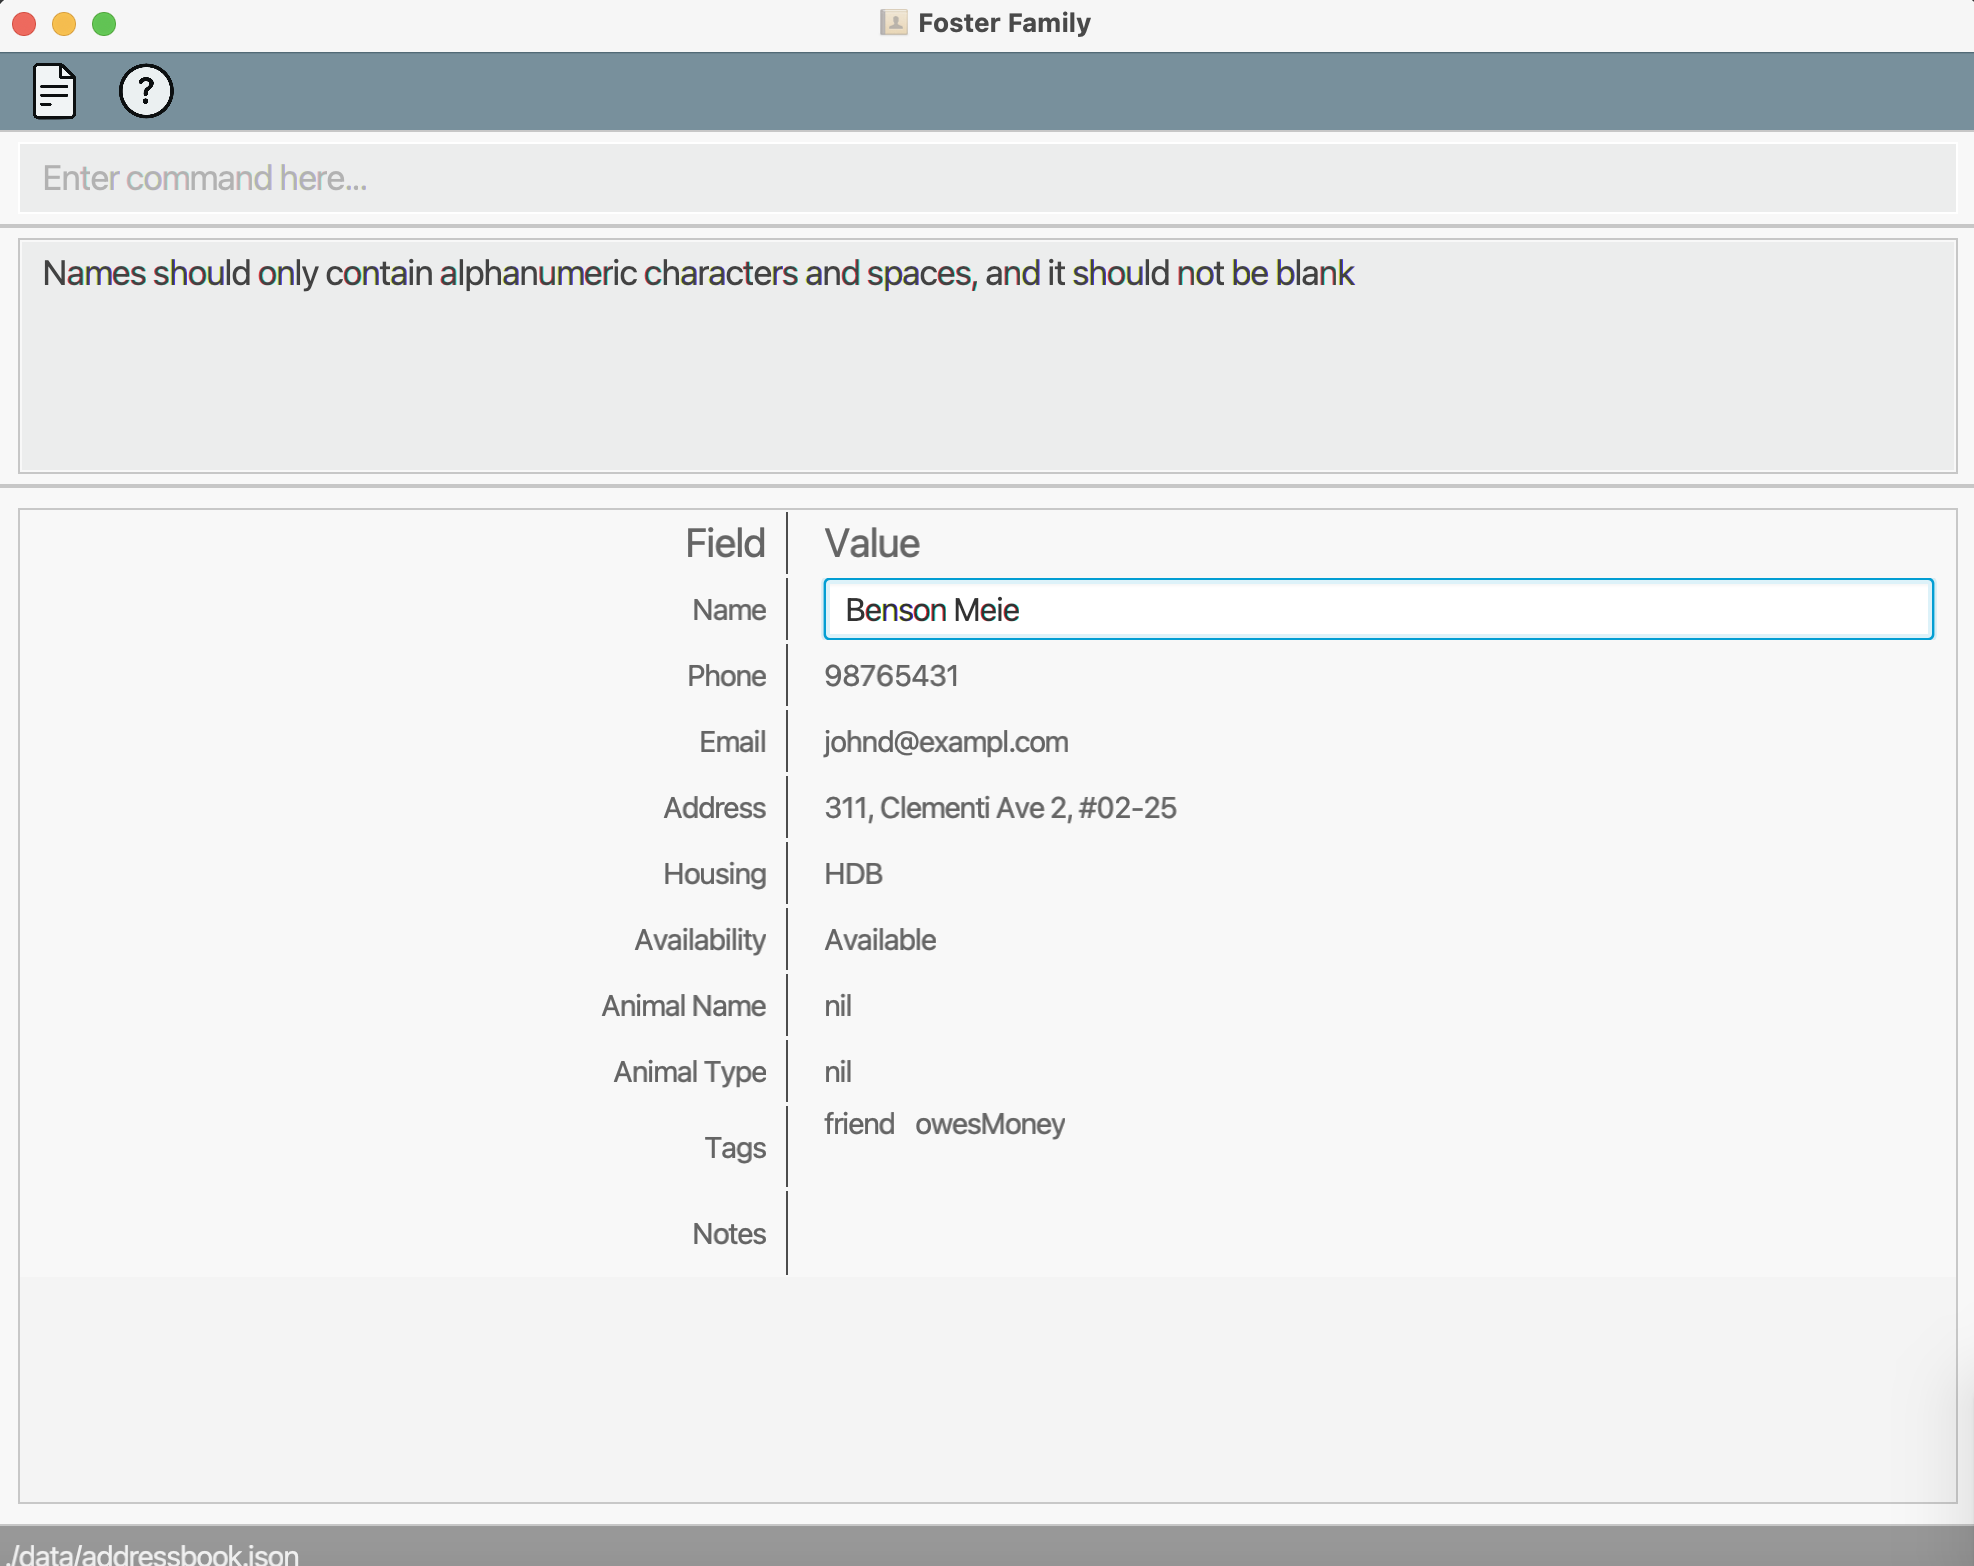 Foster Family
?
Enter command here...
Names should only contain alphanumeric characters and spaces, and it should not be blank
Field Value
Name Benson Meie
Phone 98765431
Email johnd@exampl.com
Address 311, Clementi Ave 2, #02-25
Housing HDB
Availability Available
Animal Name nil
Animal Type nil
Tags friend owesMoney
Notes
./data/addressbook.json